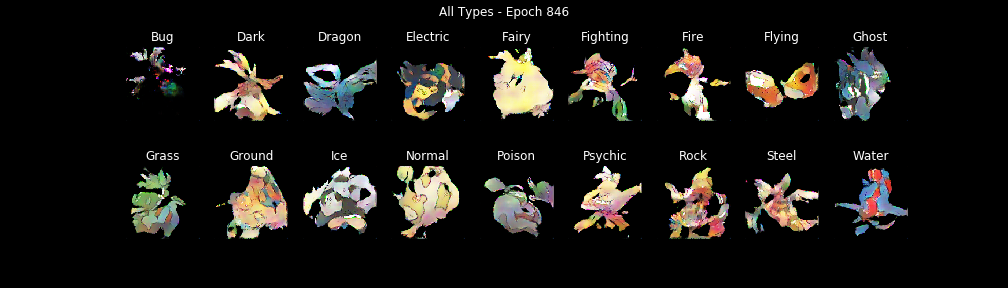 All Types - Epoch 846
Bug Dark Dragon Electric Fairy Fighting Fire Flying Ghost
Grass Ground Ice Normal Poison Psychic Rock Steel Water